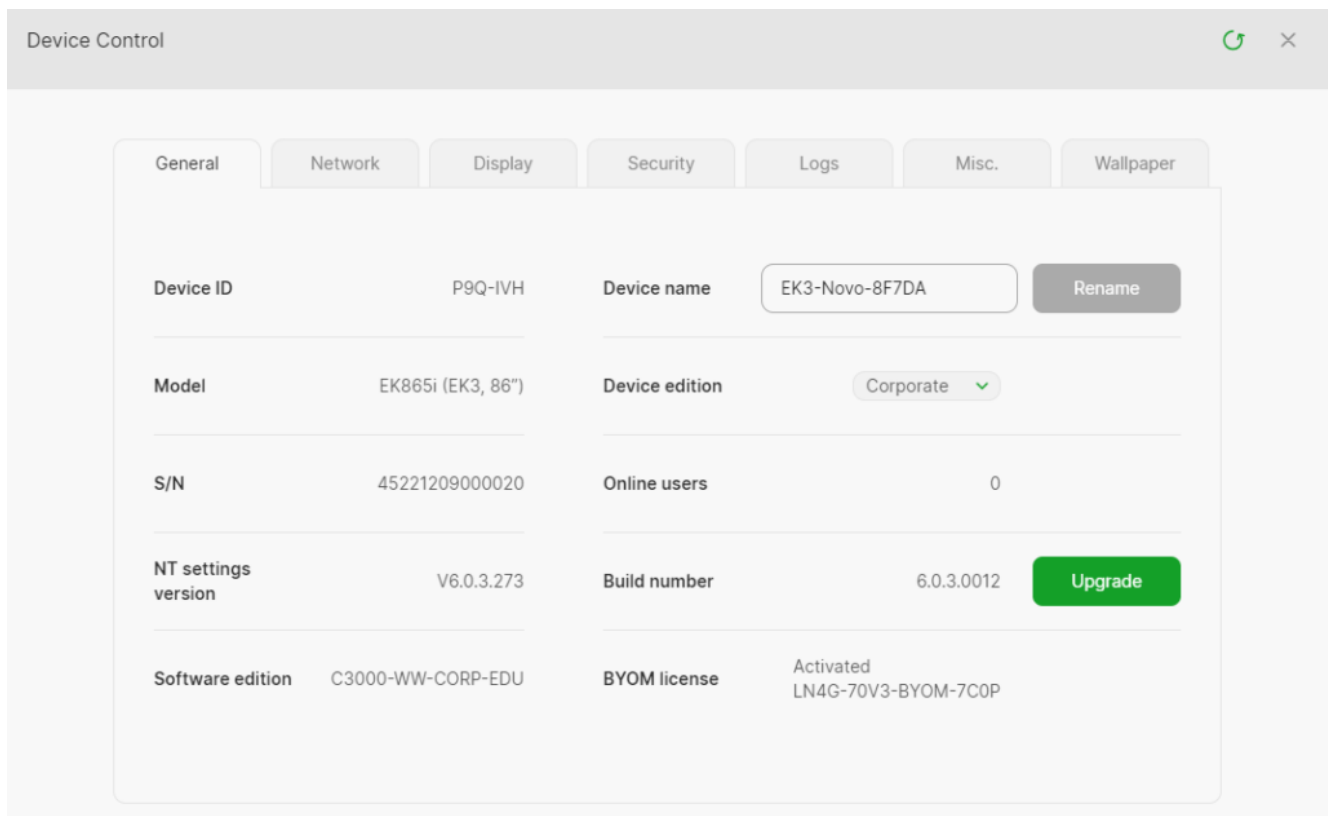 Device Control
General
Network
Display
Security
Logs
Misc.
Wallpaper
Device ID
P9Q-IVH
Device name
EK3-Novo-8F7DA
Rename
Model
EK865i (EK3, 86”)
Device edition
Corporate
S/N
45221209000020
Online users
0
NT settings
version
V6.0.3.273
Build number
6.0.3.0012
Upgrade
Software edition
C3000-WW-CORP-EDU
BYOM license
Activated
LN4G-70V3-BYOM-7C0P